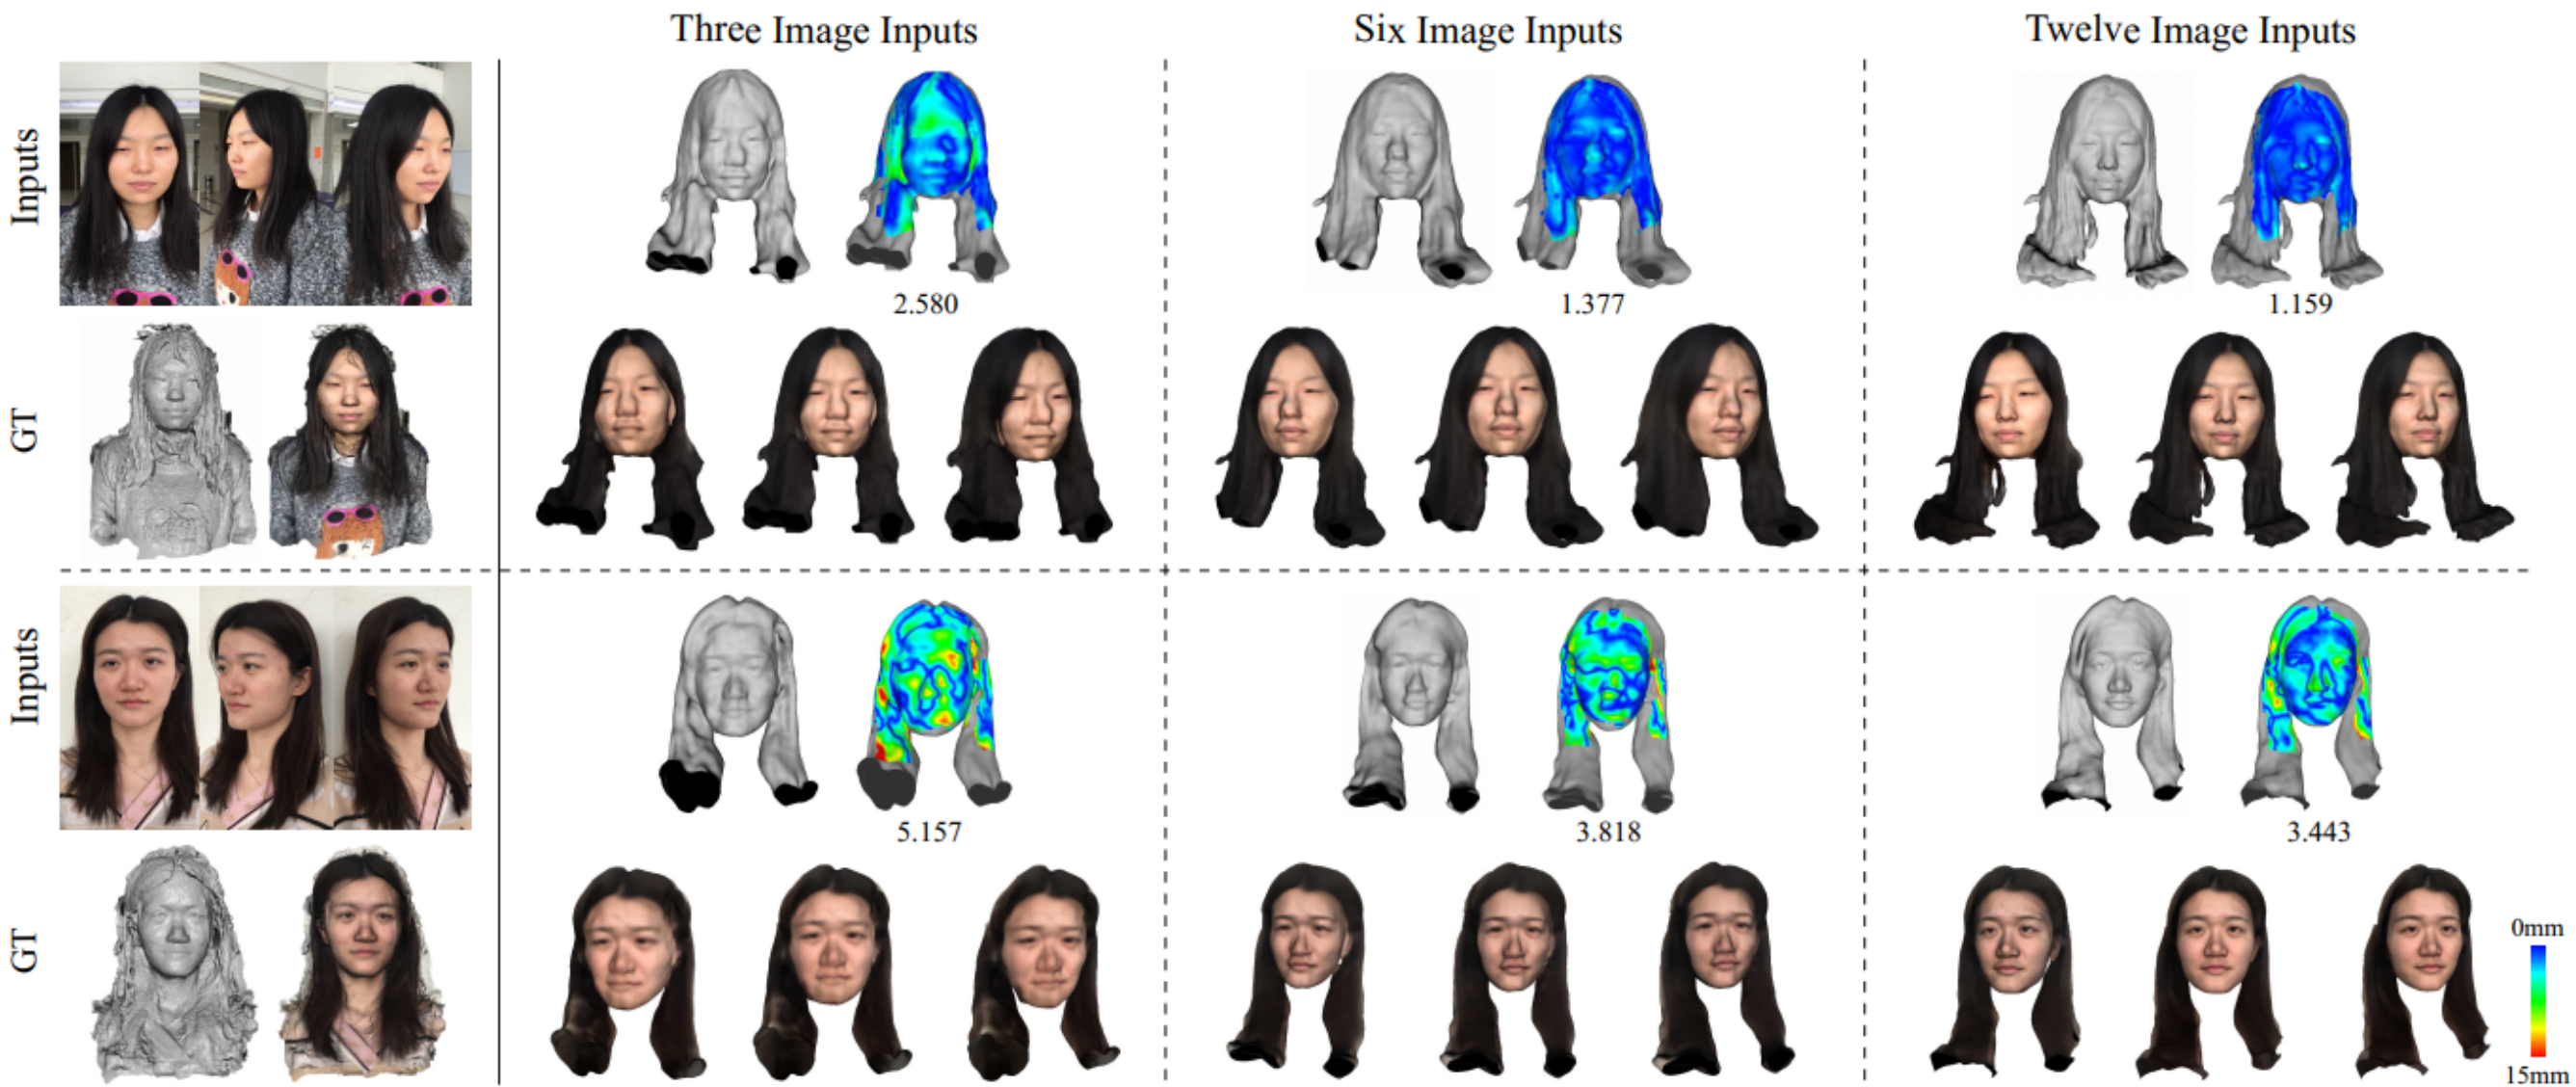 Three Image Inputs
Six Image Inputs
Twelve Image Inputs
Inputs
2.580
1.377
1.159
GT
Inputs
5.157
3.818
3.443
GT
0mm
15mm